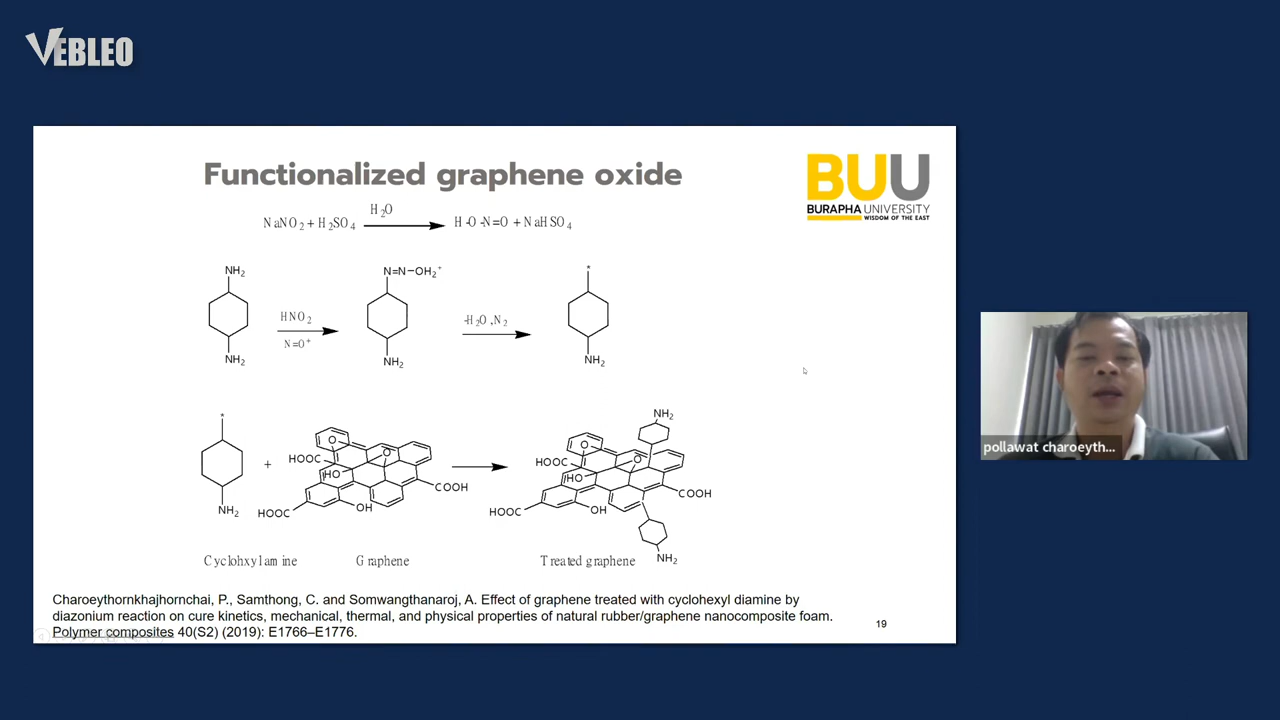 VEBLEO
Functionalized graphene oxide
BUU
BURAPHA UNIVERSITY
WISDOM OF THE EAST
H2O
NaNO2 + H2SO4 H-O-N=O + NaHSO4
NH2 N=N-OH2+ *
HNO2 -H2O,N2
N=O+
NH2 NH2 NH2
* NH2
O O O O
HOOC HOOC
+ HO HO
COOH COOH
NH2 HOOC OH HOOC OH
NH2
Cyclohxylamine Graphene Treated graphene
Charoeythornkhajhornchai, P., Samthong, C. and Somwangthanaroj, A. Effect of graphene treated with cyclohexyl diamine by
diazonium reaction on cure kinetics, mechanical, thermal, and physical properties of natural rubber/graphene nanocomposite foam.
Polymer composites 40(S2) (2019): E1766–E1776.
19
pollawat charoeyth...